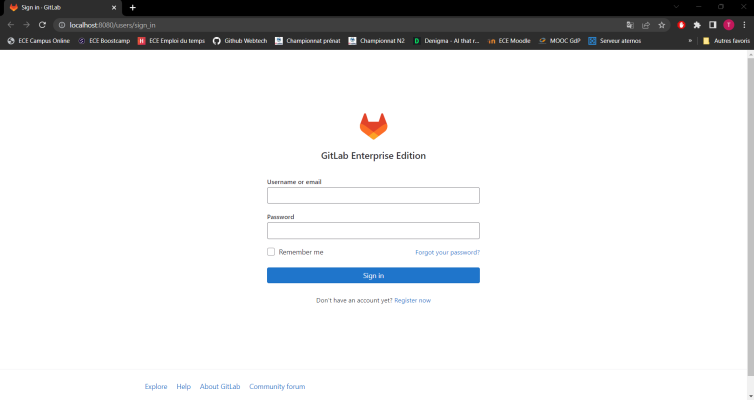 Sign in · GitLab
localhost:8080/users/sign_in
ECE Campus Online ECE Boostcamp ECE Emploi du temps Github Webtech Championnat prénat Championnat N2 Denigma - AI that r... ECE Moodle MOOC GdP Serveur aternos » Autres favoris
GitLab Enterprise Edition
Username or email
Password
Remember me Forgot your password?
Sign in
Don't have an account yet? Register now
Explore Help About GitLab Community forum